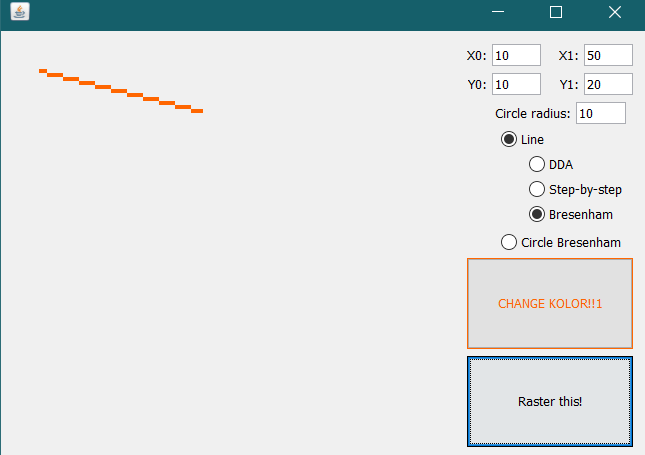 X0: 10 X1: 50
Y0: 10 Y1: 20
Circle radius: 10
Line
DDA
Step-by-step
Bresenham
Circle Bresenham
CHANGE KOLOR!!1
Raster this!